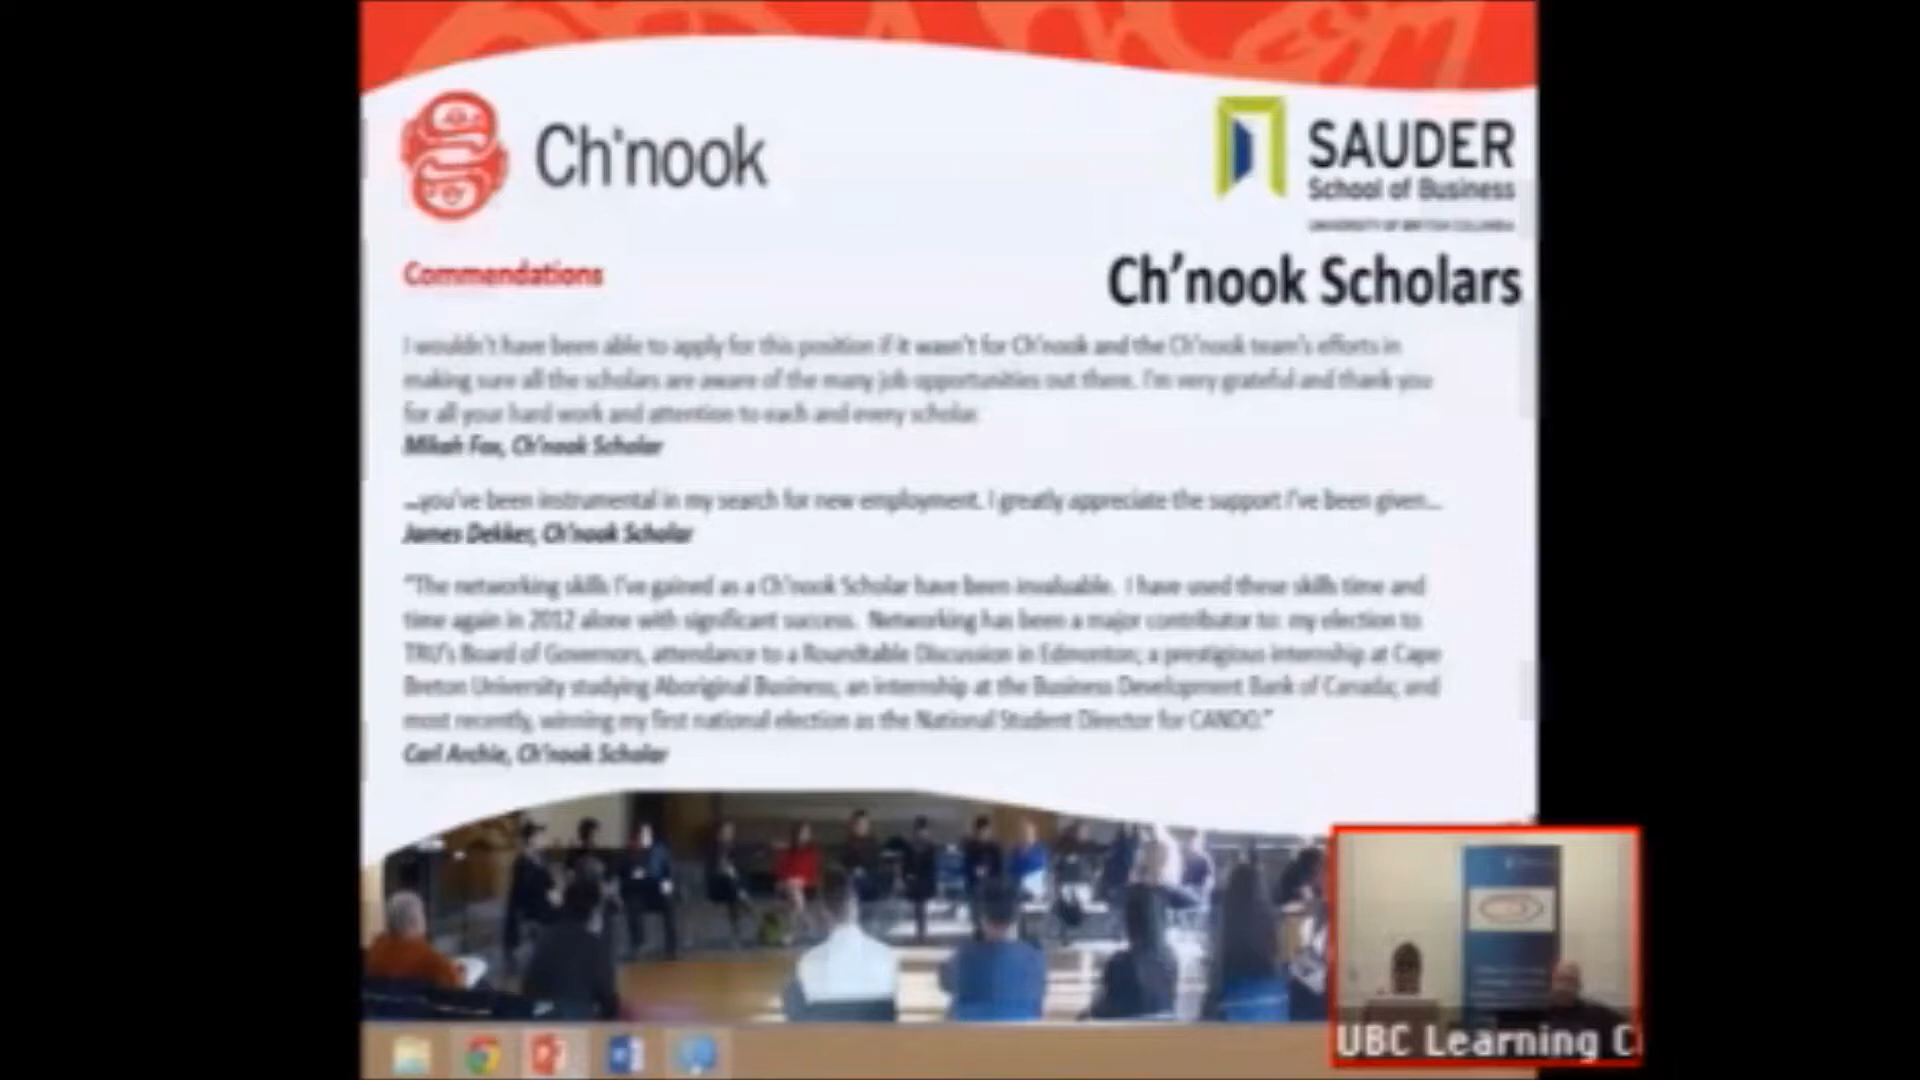 Ch'nook
SAUDER
School of Business
UNIVERSITY OF BRITISH COLUMBIA
Commendations
Ch'nook Scholars
I wouldn't have been able to apply for this position if it wasn't for Ch'nook and the Ch'nook team's efforts in
making sure all the scholars are aware of the many job opportunities out there. I'm very grateful and thank you
for all your hard work and attention to each and every scholar.
Mikah Fox, Ch'nook Scholar
...you've been instrumental in my search for new employment. I greatly appreciate the support I've been given...
James Dekker, Ch'nook Scholar
"The networking skills I've gained as a Ch'nook Scholar have been invaluable. I have used these skills time and
time again in 2012 alone with significant success. Networking has been a major contributor to: my election to
TRU's Board of Governors, attendance to a Roundtable Discussion in Edmonton; a prestigious internship at Cape
Breton University studying Aboriginal Business; an internship at the Business Development Bank of Canada; and
most recently, winning my first national election as the National Student Director for CANDO."
Carl Archie, Ch'nook Scholar
UBC Learning C